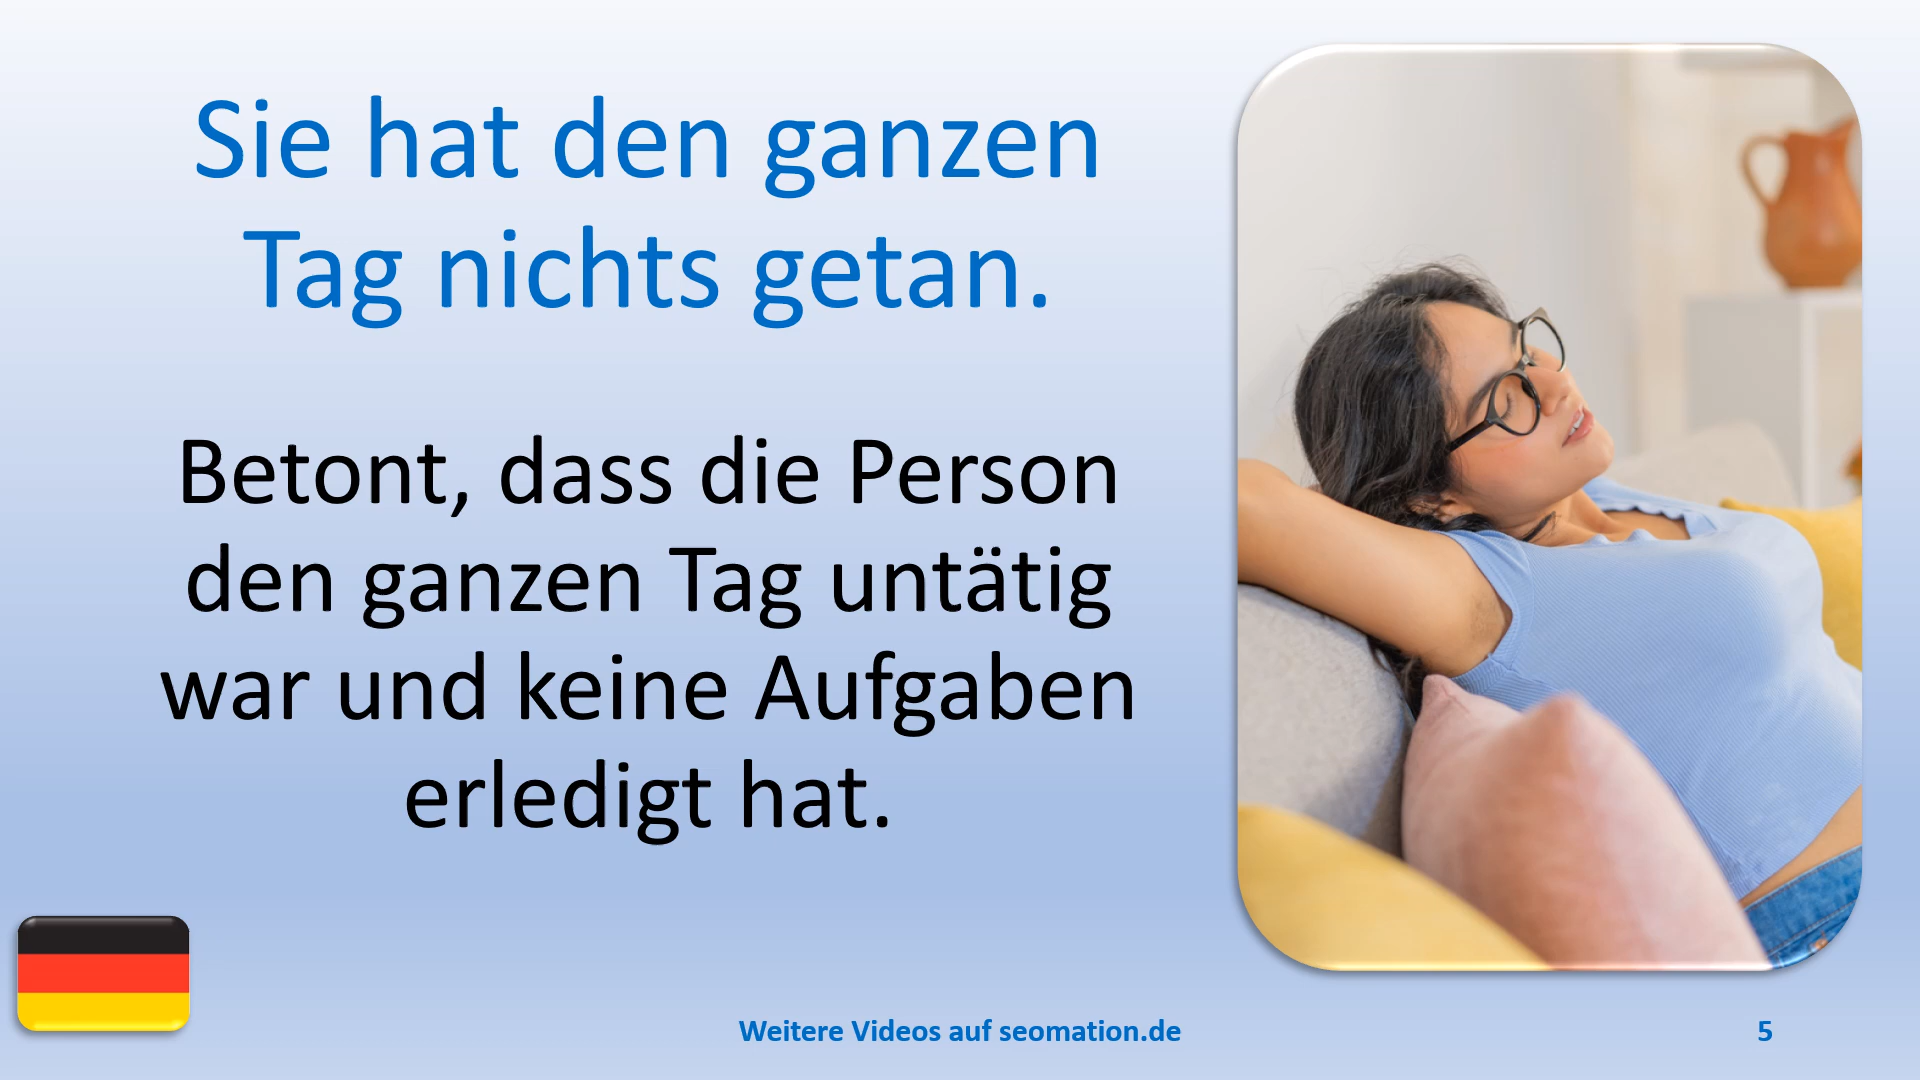 Sie hat den ganzen
Tag nichts getan.
Betont, dass die Person
den ganzen Tag untätig
war und keine Aufgaben
erledigt hat.
Weitere Videos auf seomation.de
5